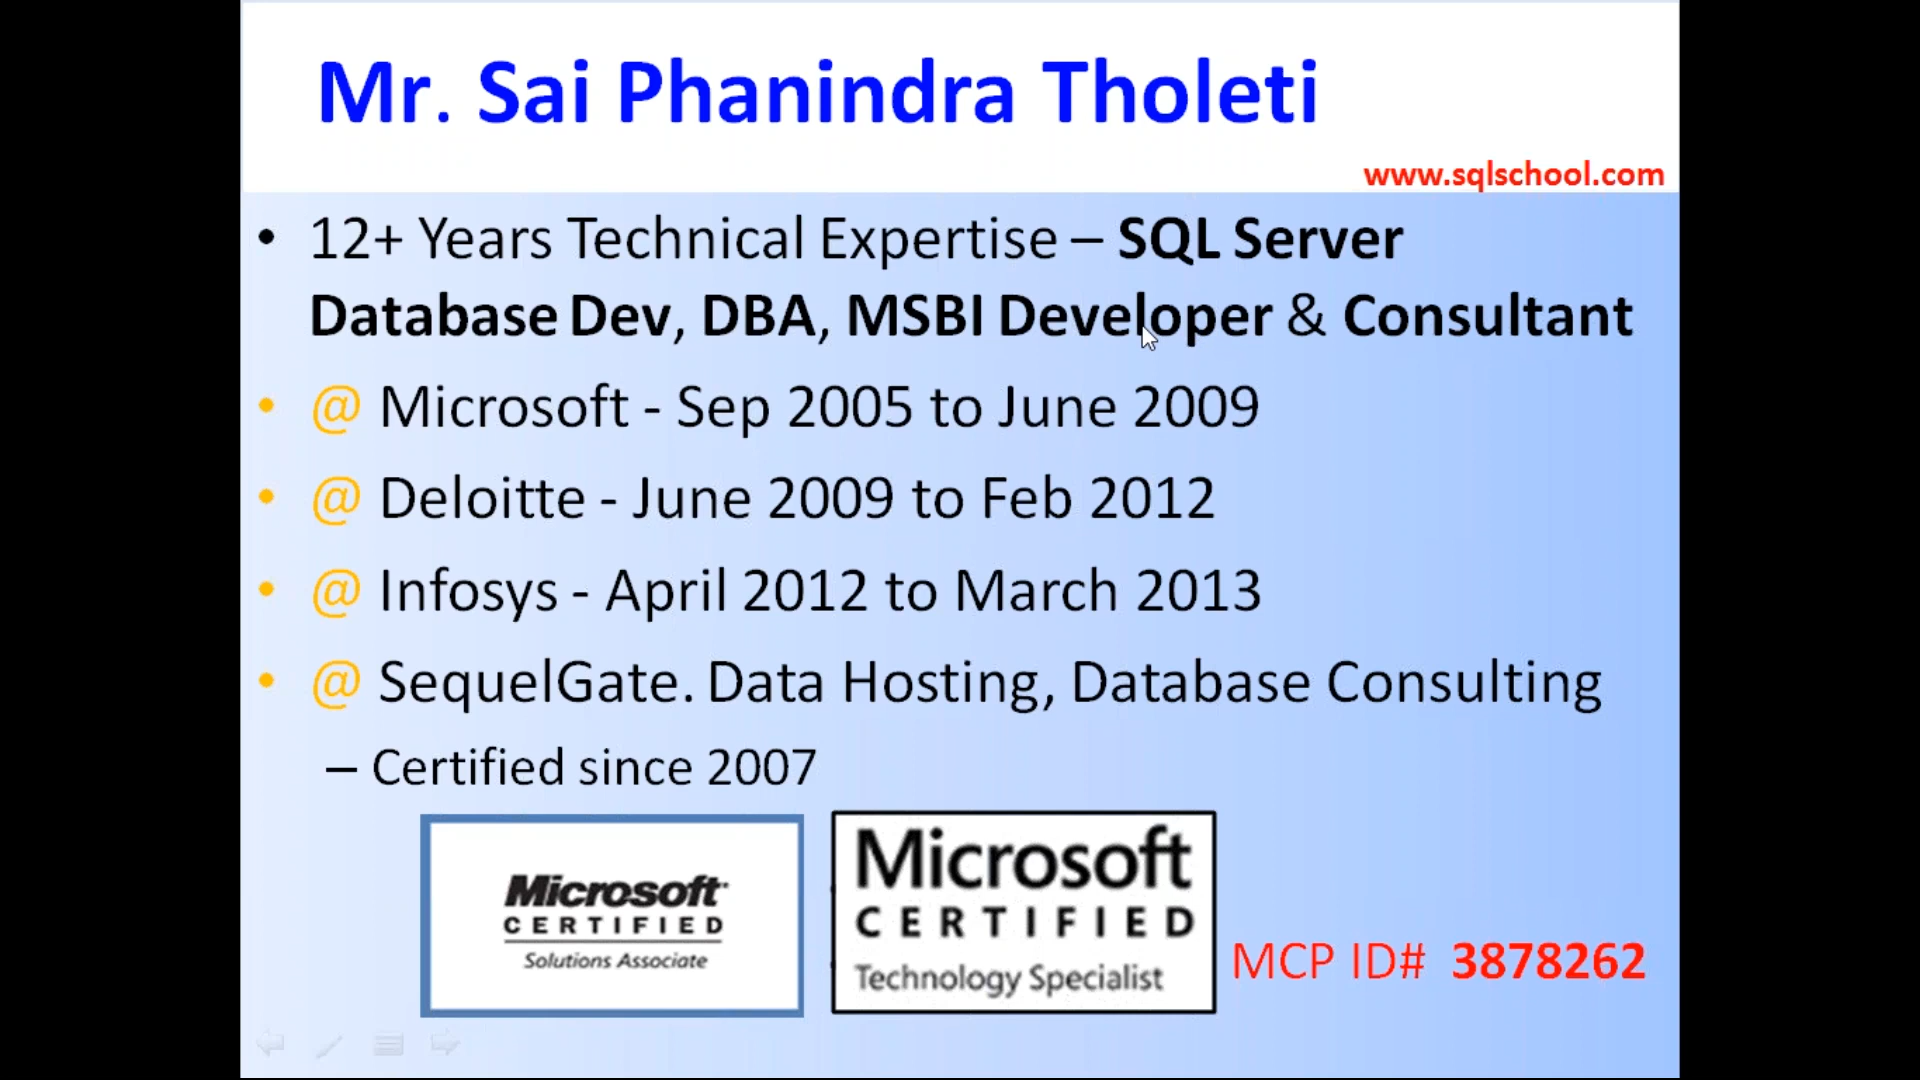 Mr. Sai Phanindra Tholeti
www.sqlschool.com
• 12+ Years Technical Expertise – SQL Server
Database Dev, DBA, MSBI Developer & Consultant
• @ Microsoft - Sep 2005 to June 2009
• @ Deloitte - June 2009 to Feb 2012
• @ Infosys - April 2012 to March 2013
• @ SequelGate. Data Hosting, Database Consulting
– Certified since 2007
Microsoft
CERTIFIED
Solutions Associate
Microsoft
CERTIFIED
Technology Specialist
MCP ID# 3878262